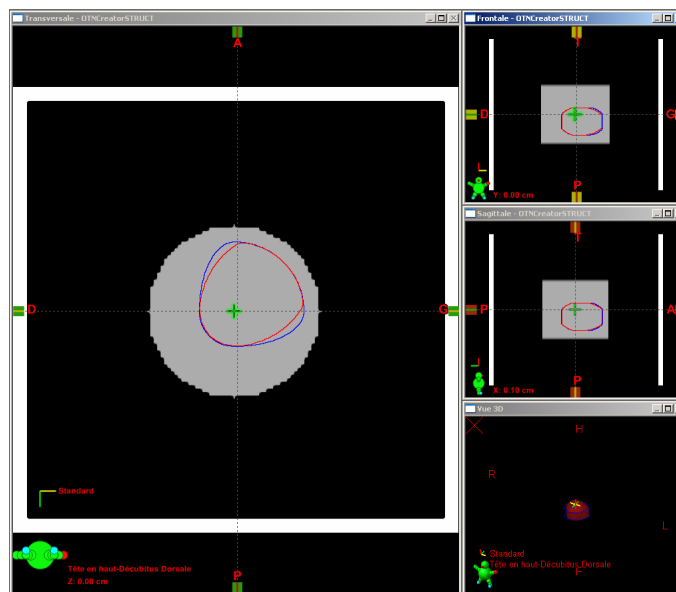 Transversale - OTNCreatorSTRUCT
A
D
G
Standard
Tête en haut-Décubitus Dorsale
Z: 0.00 cm
P
Frontale - OTNCreatorSTRUCT
T
D
G
L
P
Y: 0.00 cm
Sagittale - OTNCreatorSTRUCT
T
P
A
P
X: 0.10 cm
Vue 3D
H
R
L
Standard
Tête en haut-Décubitus Dorsale
F